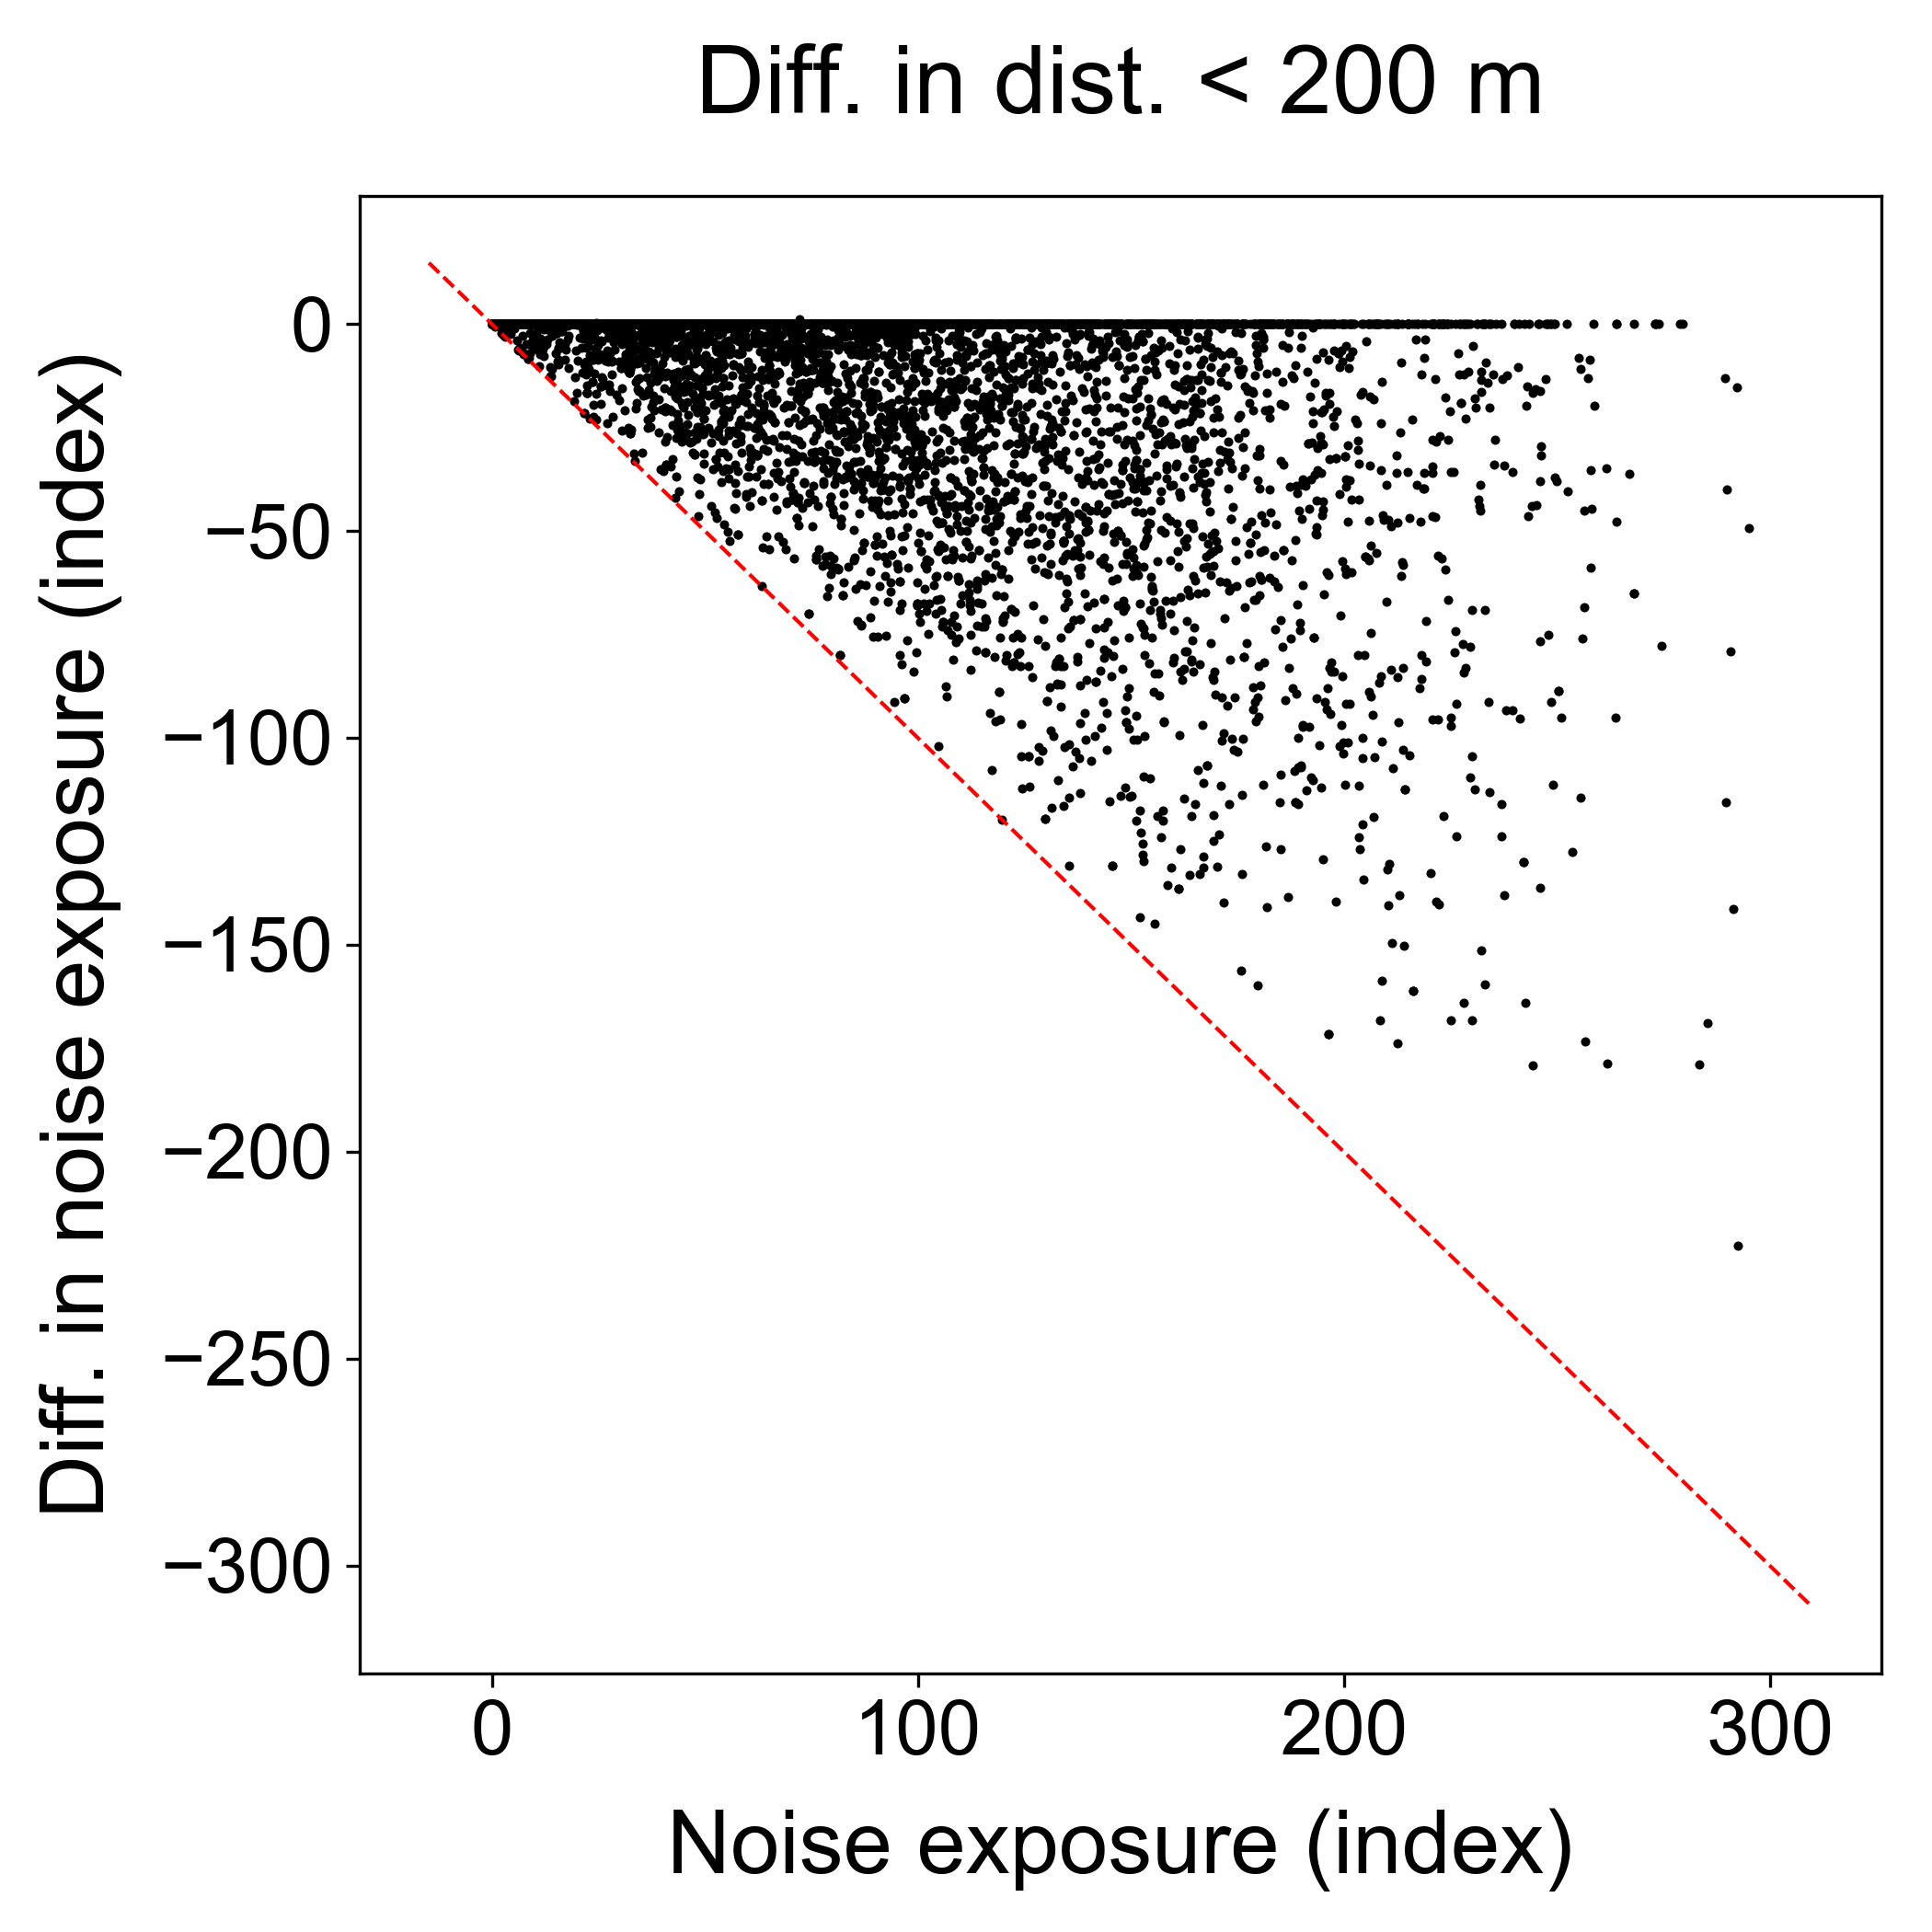 Diff. in dist. < 200 m
Diff. in noise exposure (index)
0
−50
−100
−150
−200
−250
−300
0 100 200 300
Noise exposure (index)